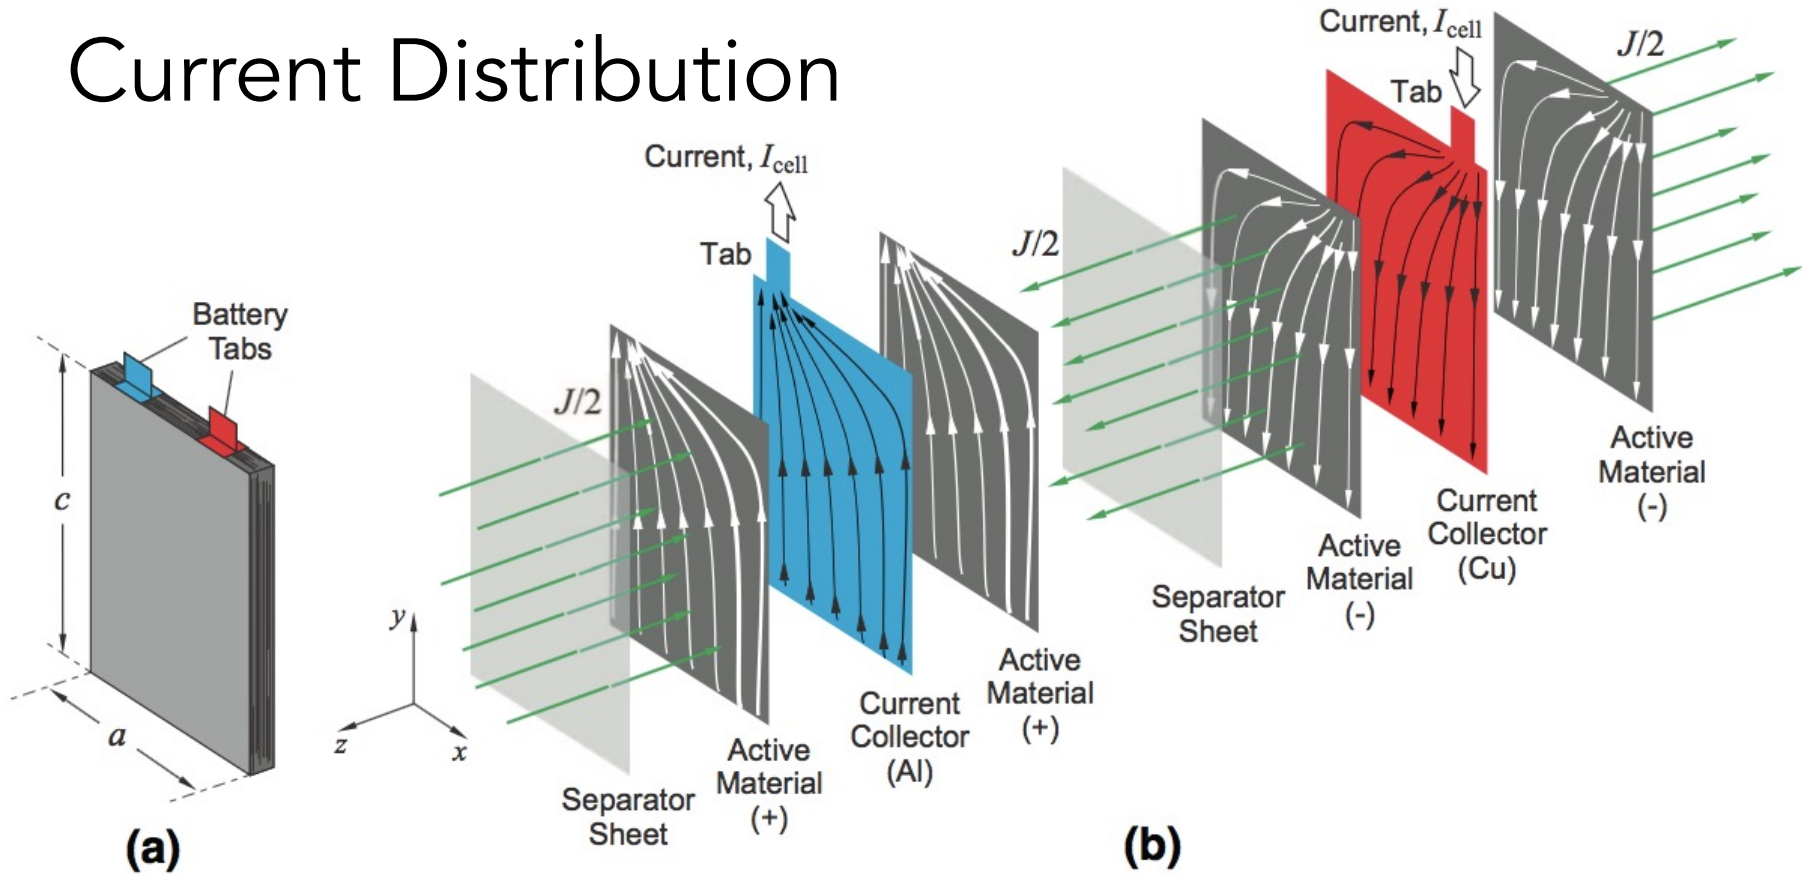 Current Distribution
Current, I_cell
Tab
J/2
Current, I_cell
Tab
J/2
J/2
Battery
Tabs
c
a
y
z
x
Separator
Sheet
Active
Material
(+)
Current
Collector
(Al)
Active
Material
(+)
Separator
Sheet
Active
Material
(-)
Current
Collector
(Cu)
Active
Material
(-)
(a)
(b)